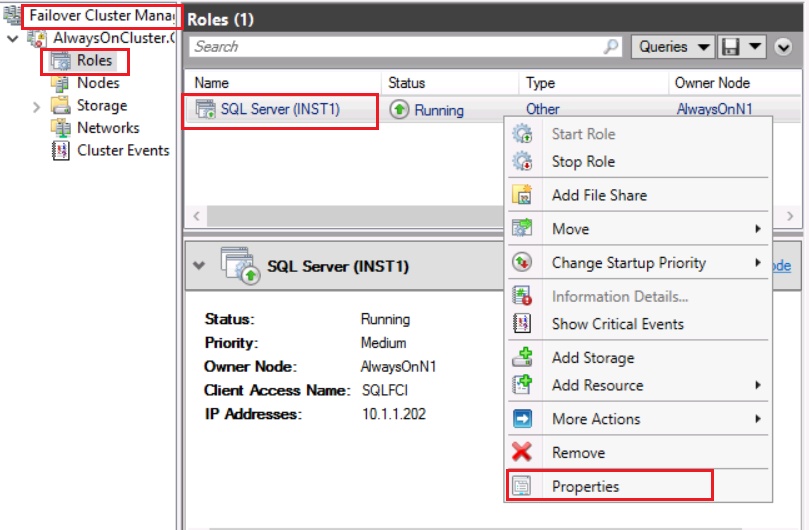 Failover Cluster Mana
Roles (1)
AlwaysOnCluster.
Search
Queries
Roles
Nodes
Storage
Networks
Cluster Events
Name Status Type Owner Node
SQL Server (INST1) Running Other AlwaysOnN1
Start Role
Stop Role
Add File Share
Move
Change Startup Priority
Information Details...
Show Critical Events
Add Storage
Add Resource
More Actions
Remove
Properties
SQL Server (INST1)
ode
Status: Running
Priority: Medium
Owner Node: AlwaysOnN1
Client Access Name: SQLFCI
IP Addresses: 10.1.1.202